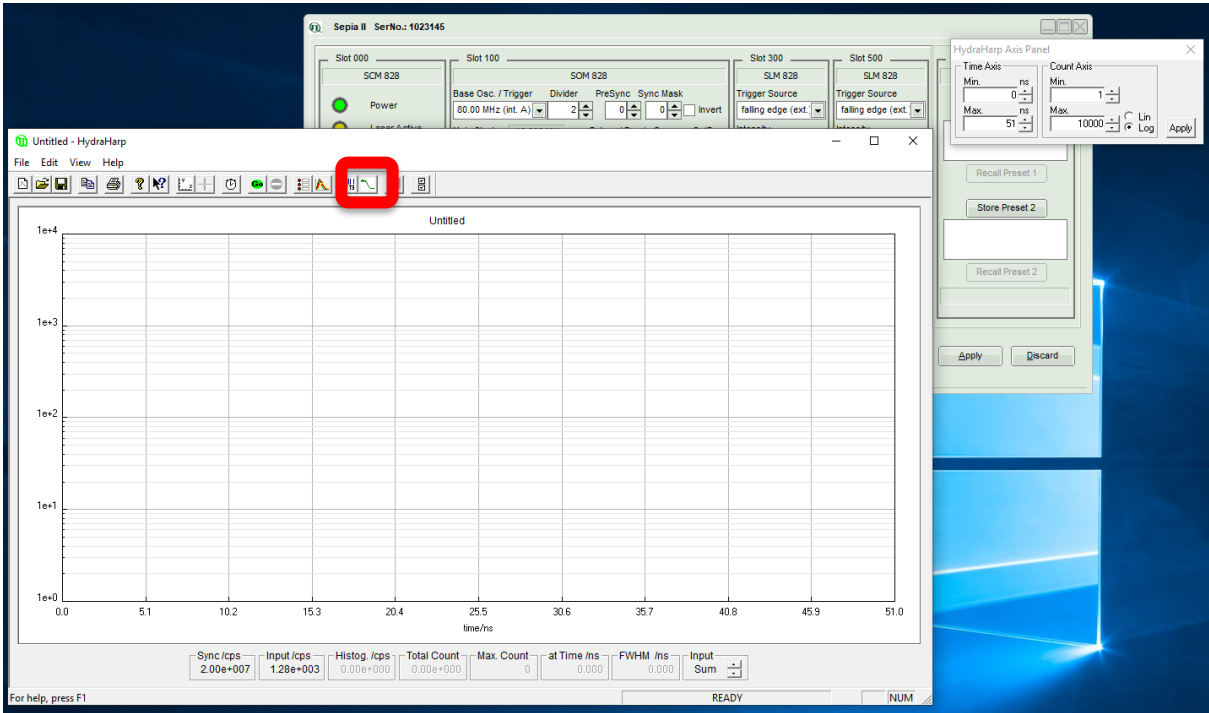 Sepia II SerNo.: 1023145
Slot 000
Slot 100
Slot 300
Slot 500
SCM 828
SOM 828
SLM 828
SLM 828
Power
Base Osc. / Trigger Divider PreSync Sync Mask
80.00 MHz (int. A) 2 0 0 Invert
Trigger Source
falling edge (ext.
Trigger Source
falling edge (ext.
Laser Active
HydraHarp Axis Panel
Time Axis
Count Axis
Min. ns
0
Max. ns
51
Min.
1
Max.
10000
Lin
Log
Apply
Recall Preset 1
Store Preset 2
Recall Preset 2
Apply Discard
Untitled - HydraHarp
File Edit View Help
Go
Untitled
1e+4
1e+3
1e+2
1e+1
1e+0
0.0 5.1 10.2 15.3 20.4 25.5 30.6 35.7 40.8 45.9 51.0
time/ns
Sync /cps Input /cps Histog. /cps Total Count Max. Count at Time /ns FWHM /ns Input
2.00e+007 1.28e+003 0.00e+000 0.00e+000 0 0.000 0.000 Sum
For help, press F1 READY NUM